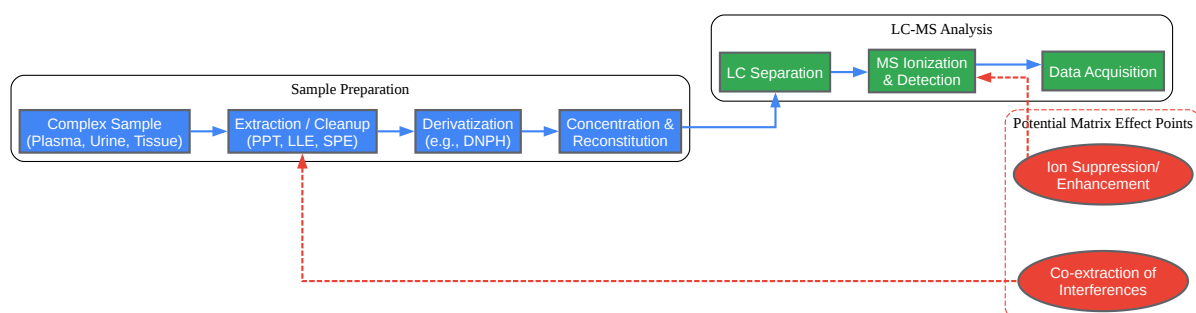 LC-MS Analysis
LC Separation
MS Ionization
& Detection
Data Acquisition
Sample Preparation
Complex Sample
(Plasma, Urine, Tissue)
Extraction / Cleanup
(PPT, LLE, SPE)
Derivatization
(e.g., DNPH)
Concentration &
Reconstitution
Potential Matrix Effect Points
Ion Suppression/
Enhancement
Co-extraction of
Interferences